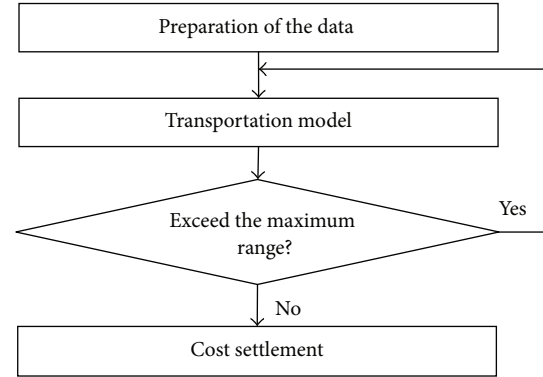 Preparation of the data
Transportation model
Exceed the maximum
range?
Yes
No
Cost settlement